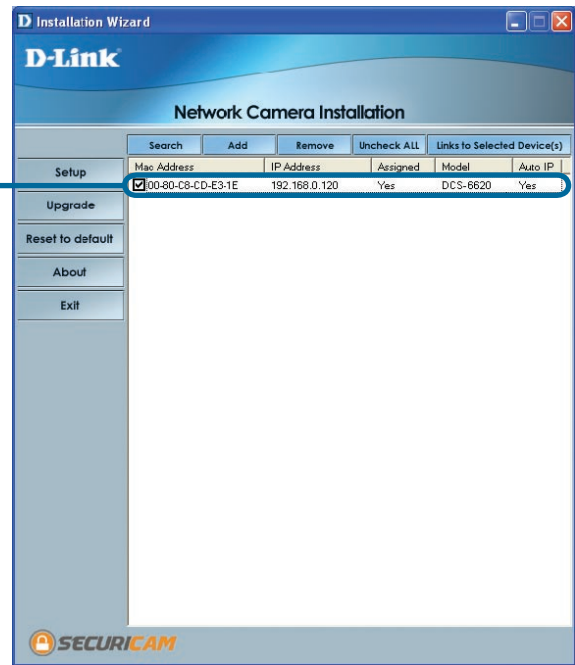 D Installation Wizard
D-Link
Network Camera Installation
Search Add Remove Uncheck ALL Links to Selected Device(s)
Mac Address IP Address Assigned Model Auto IP
00-80-C8-CD-E3-1E 192.168.0.120 Yes DCS-6620 Yes
Setup
Upgrade
Reset to default
About
Exit
SECURICAM